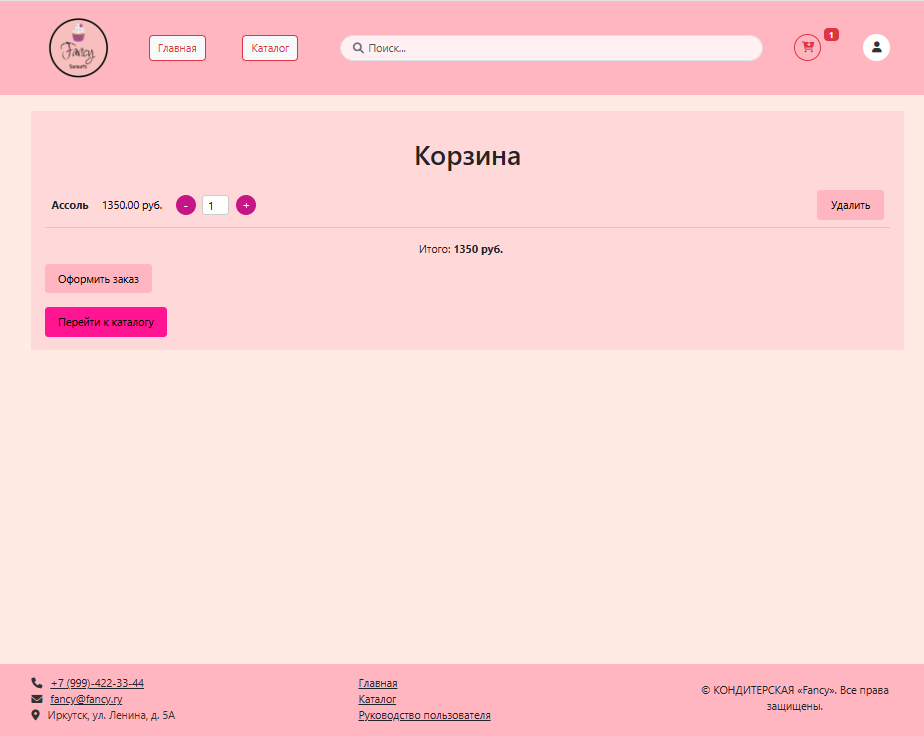 Fancy
Главная
Каталог
Поиск...
1
Корзина
Ассоль 1350.00 руб. - 1 +
Удалить
Итого: 1350 руб.
Оформить заказ
Перейти к каталогу
+7 (999)-422-33-44
fancy@fancy.ry
Иркутск, ул. Ленина, д. 5А
Главная
Каталог
Руководство пользователя
© КОНДИТЕРСКАЯ «Fancy». Все права
защищены.